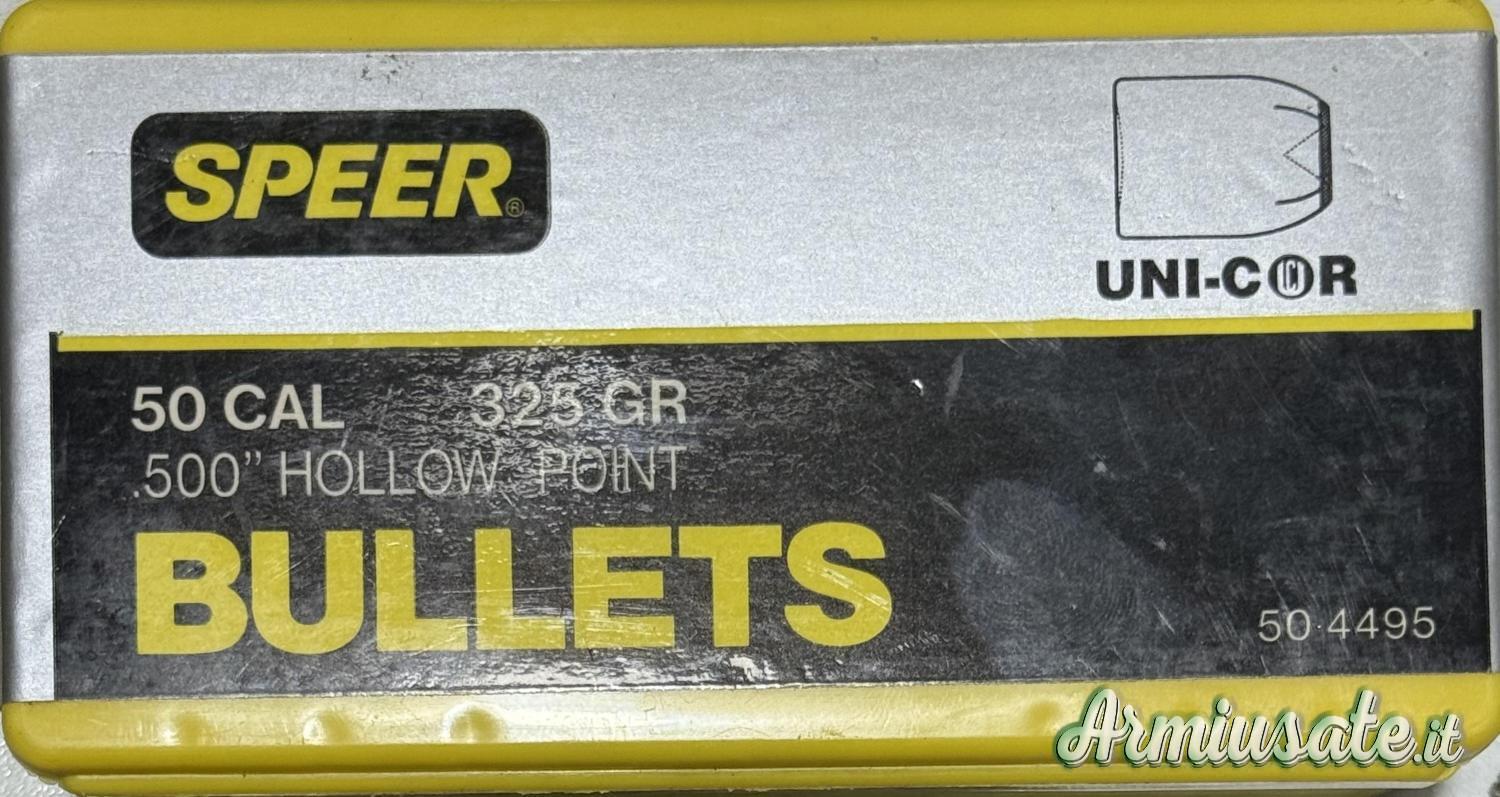 SPEER®
UNI-COR
50 CAL 325 GR
.500" HOLLOW POINT
BULLETS
50·4495
Armiusate.it